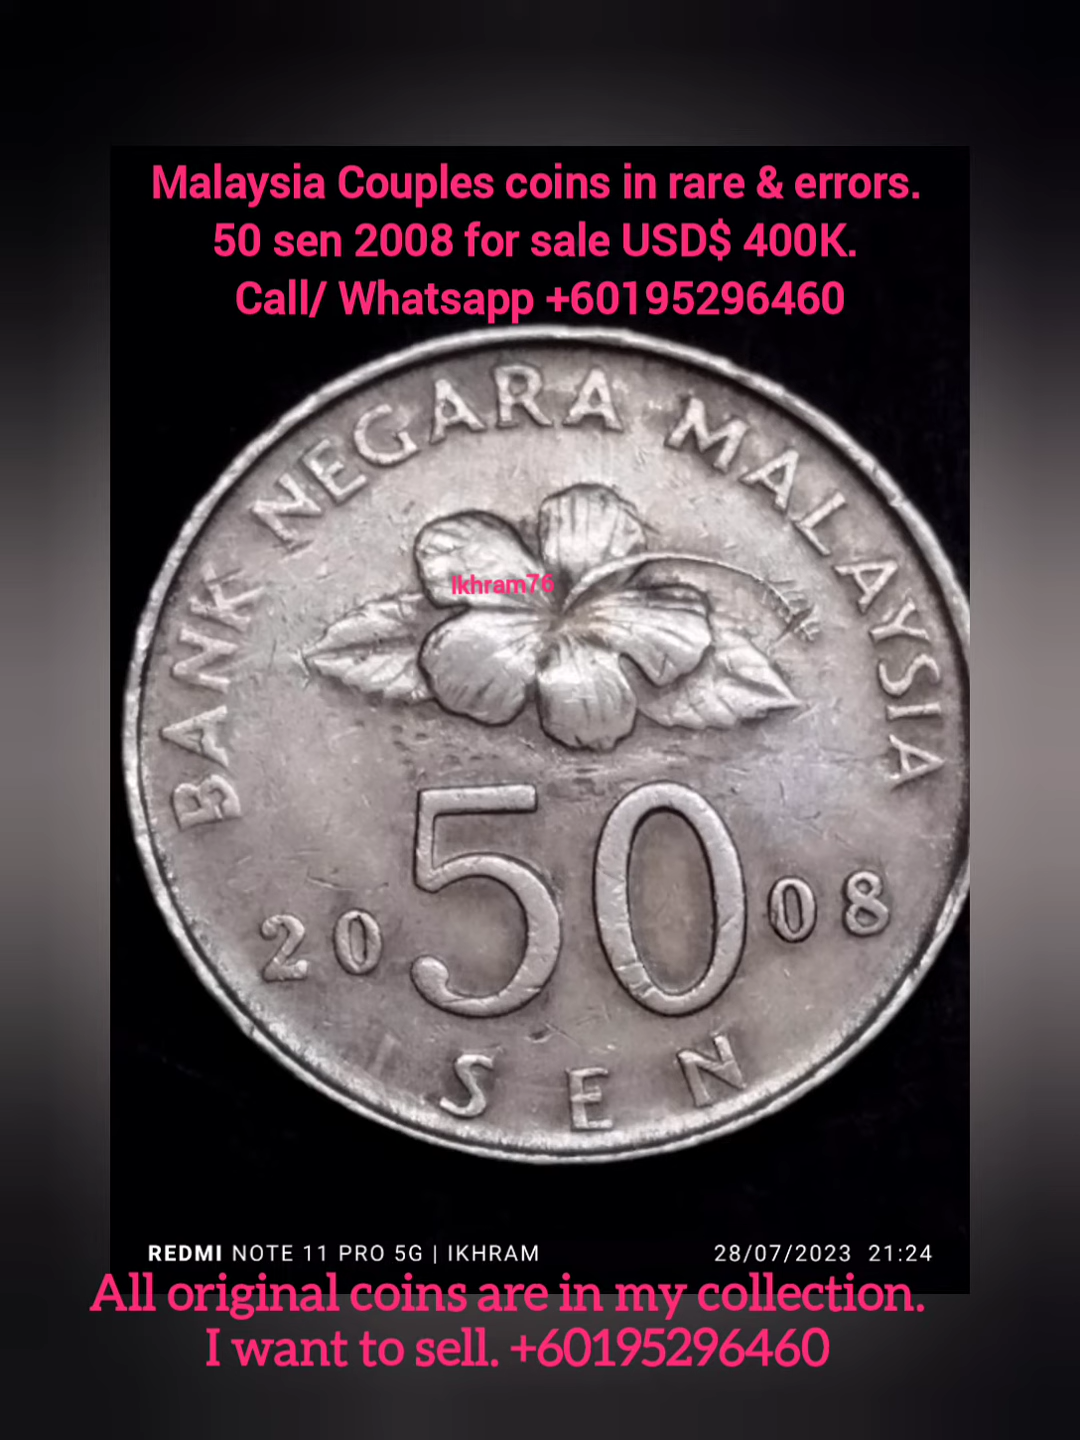 Malaysia Couples coins in rare & errors.
50 sen 2008 for sale USD$ 400K.
Call/ Whatsapp +60195296460
BANK NEGARA MALAYSIA
Ikhram76
50
20 08
SEN
REDMI NOTE 11 PRO 5G | IKHRAM
28/07/2023 21:24
All original coins are in my collection.
I want to sell. +60195296460